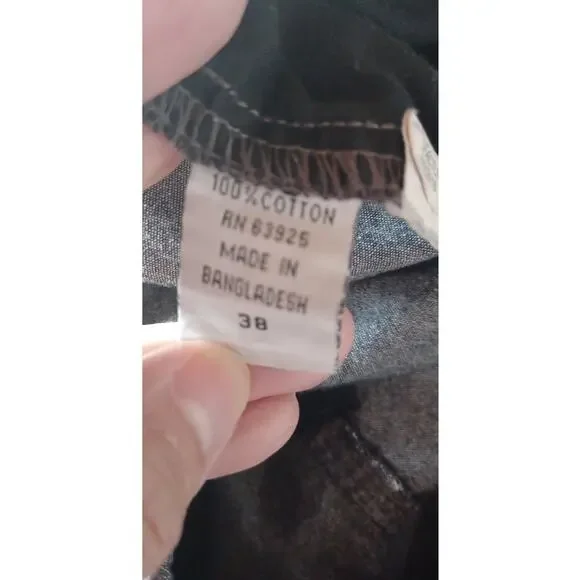 100% COTTON
RN 63925
MADE IN
BANGLADESH
38